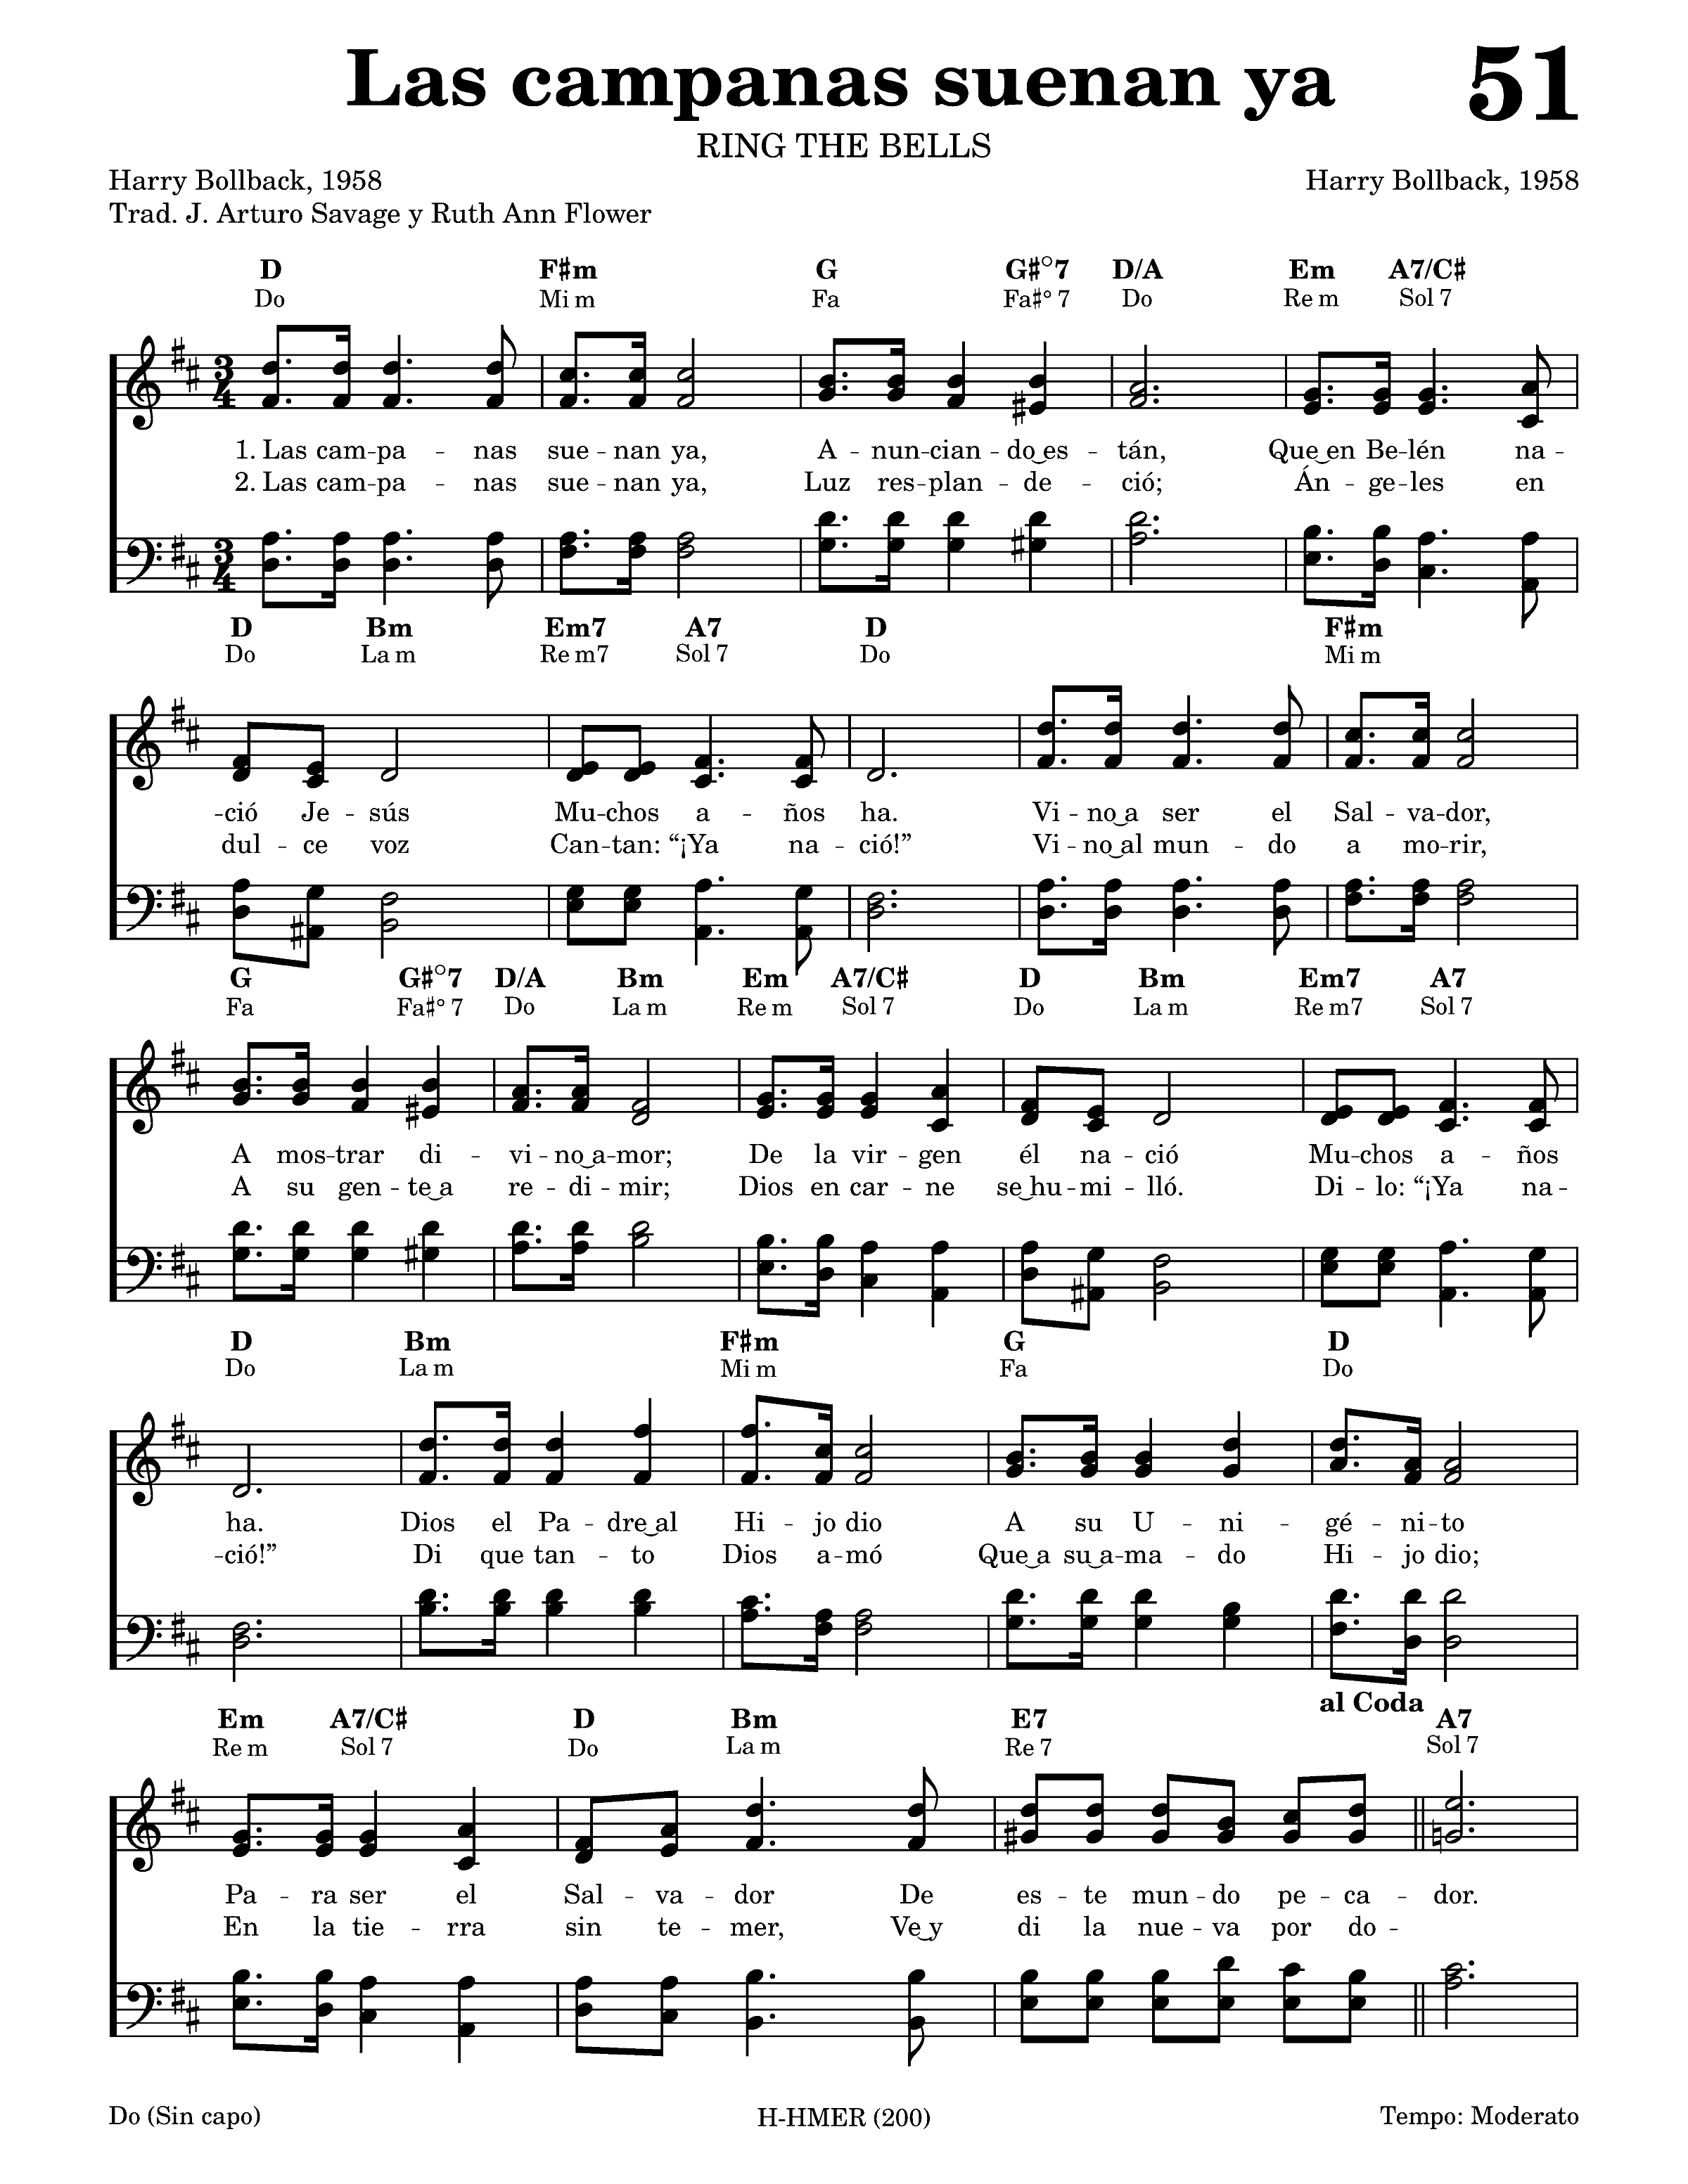 Las campanas suenan ya 51
RING THE BELLS
Harry Bollback, 1958 Harry Bollback, 1958
Trad. J. Arturo Savage y Ruth Ann Flower
D F♯m G G♯○7 D/A Em A7/C♯
Do Mi m Fa Fa♯° 7 Do Re m Sol 7
3/4
1. Las cam – pa – nas sue – nan ya, A – nun – cian – do‿es – tán, Que‿en Be – lén na –
2. Las cam – pa – nas sue – nan ya, Luz res – plan – de – ció; Án – ge – les en
3/4
D Bm Em7 A7 D F♯m
Do La m Re m7 Sol 7 Do Mi m
– ció Je – sús Mu – chos a – ños ha. Vi – no‿a ser el Sal – va – dor,
dul – ce voz Can – tan: “¡Ya na – ció!” Vi – no‿al mun – do a mo – rir,
G G♯○7 D/A Bm Em A7/C♯ D Bm Em7 A7
Fa Fa♯° 7 Do La m Re m Sol 7 Do La m Re m7 Sol 7
A mos – trar di – vi – no‿a – mor; De la vir – gen él na – ció Mu – chos a – ños
A su gen – te‿a re – di – mir; Dios en car – ne se‿hu – mi – lló. Di – lo: “¡Ya na –
D Bm F♯m G D
Do La m Mi m Fa Do
ha. Dios el Pa – dre‿al Hi – jo dio A su U – ni – gé – ni – to
– ció!” Di que tan – to Dios a – mó Que‿a su‿a – ma – do Hi – jo dio;
al Coda
Em A7/C♯ D Bm E7 A7
Re m Sol 7 Do La m Re 7 Sol 7
Pa – ra ser el Sal – va – dor De es – te mun – do pe – ca – dor.
En la tie – rra sin te – mer, Ve‿y di la nue – va por do –
Do (Sin capo) H-HMER (200) Tempo: Moderato